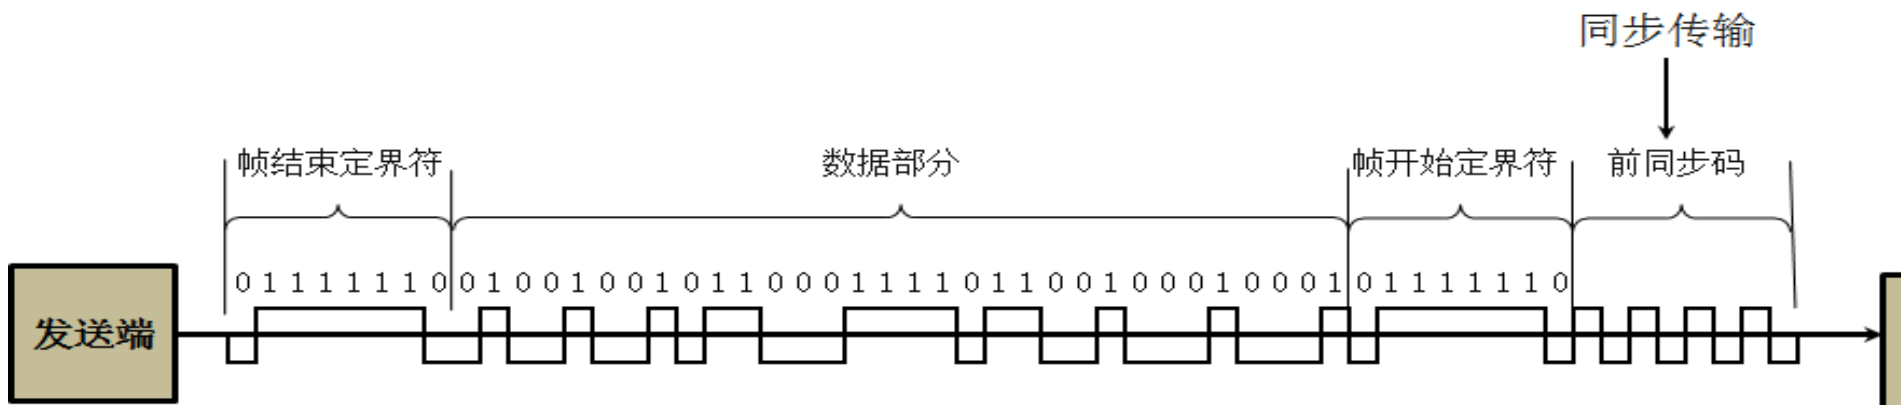 同步传输
帧结束定界符 数据部分 帧开始定界符 前同步码
0 1 1 1 1 1 1 0 0 1 0 0 1 0 0 1 0 1 1 0 0 0 1 1 1 1 0 1 1 0 0 1 0 0 0 1 0 0 0 1 0 1 1 1 1 1 1 0
发送端